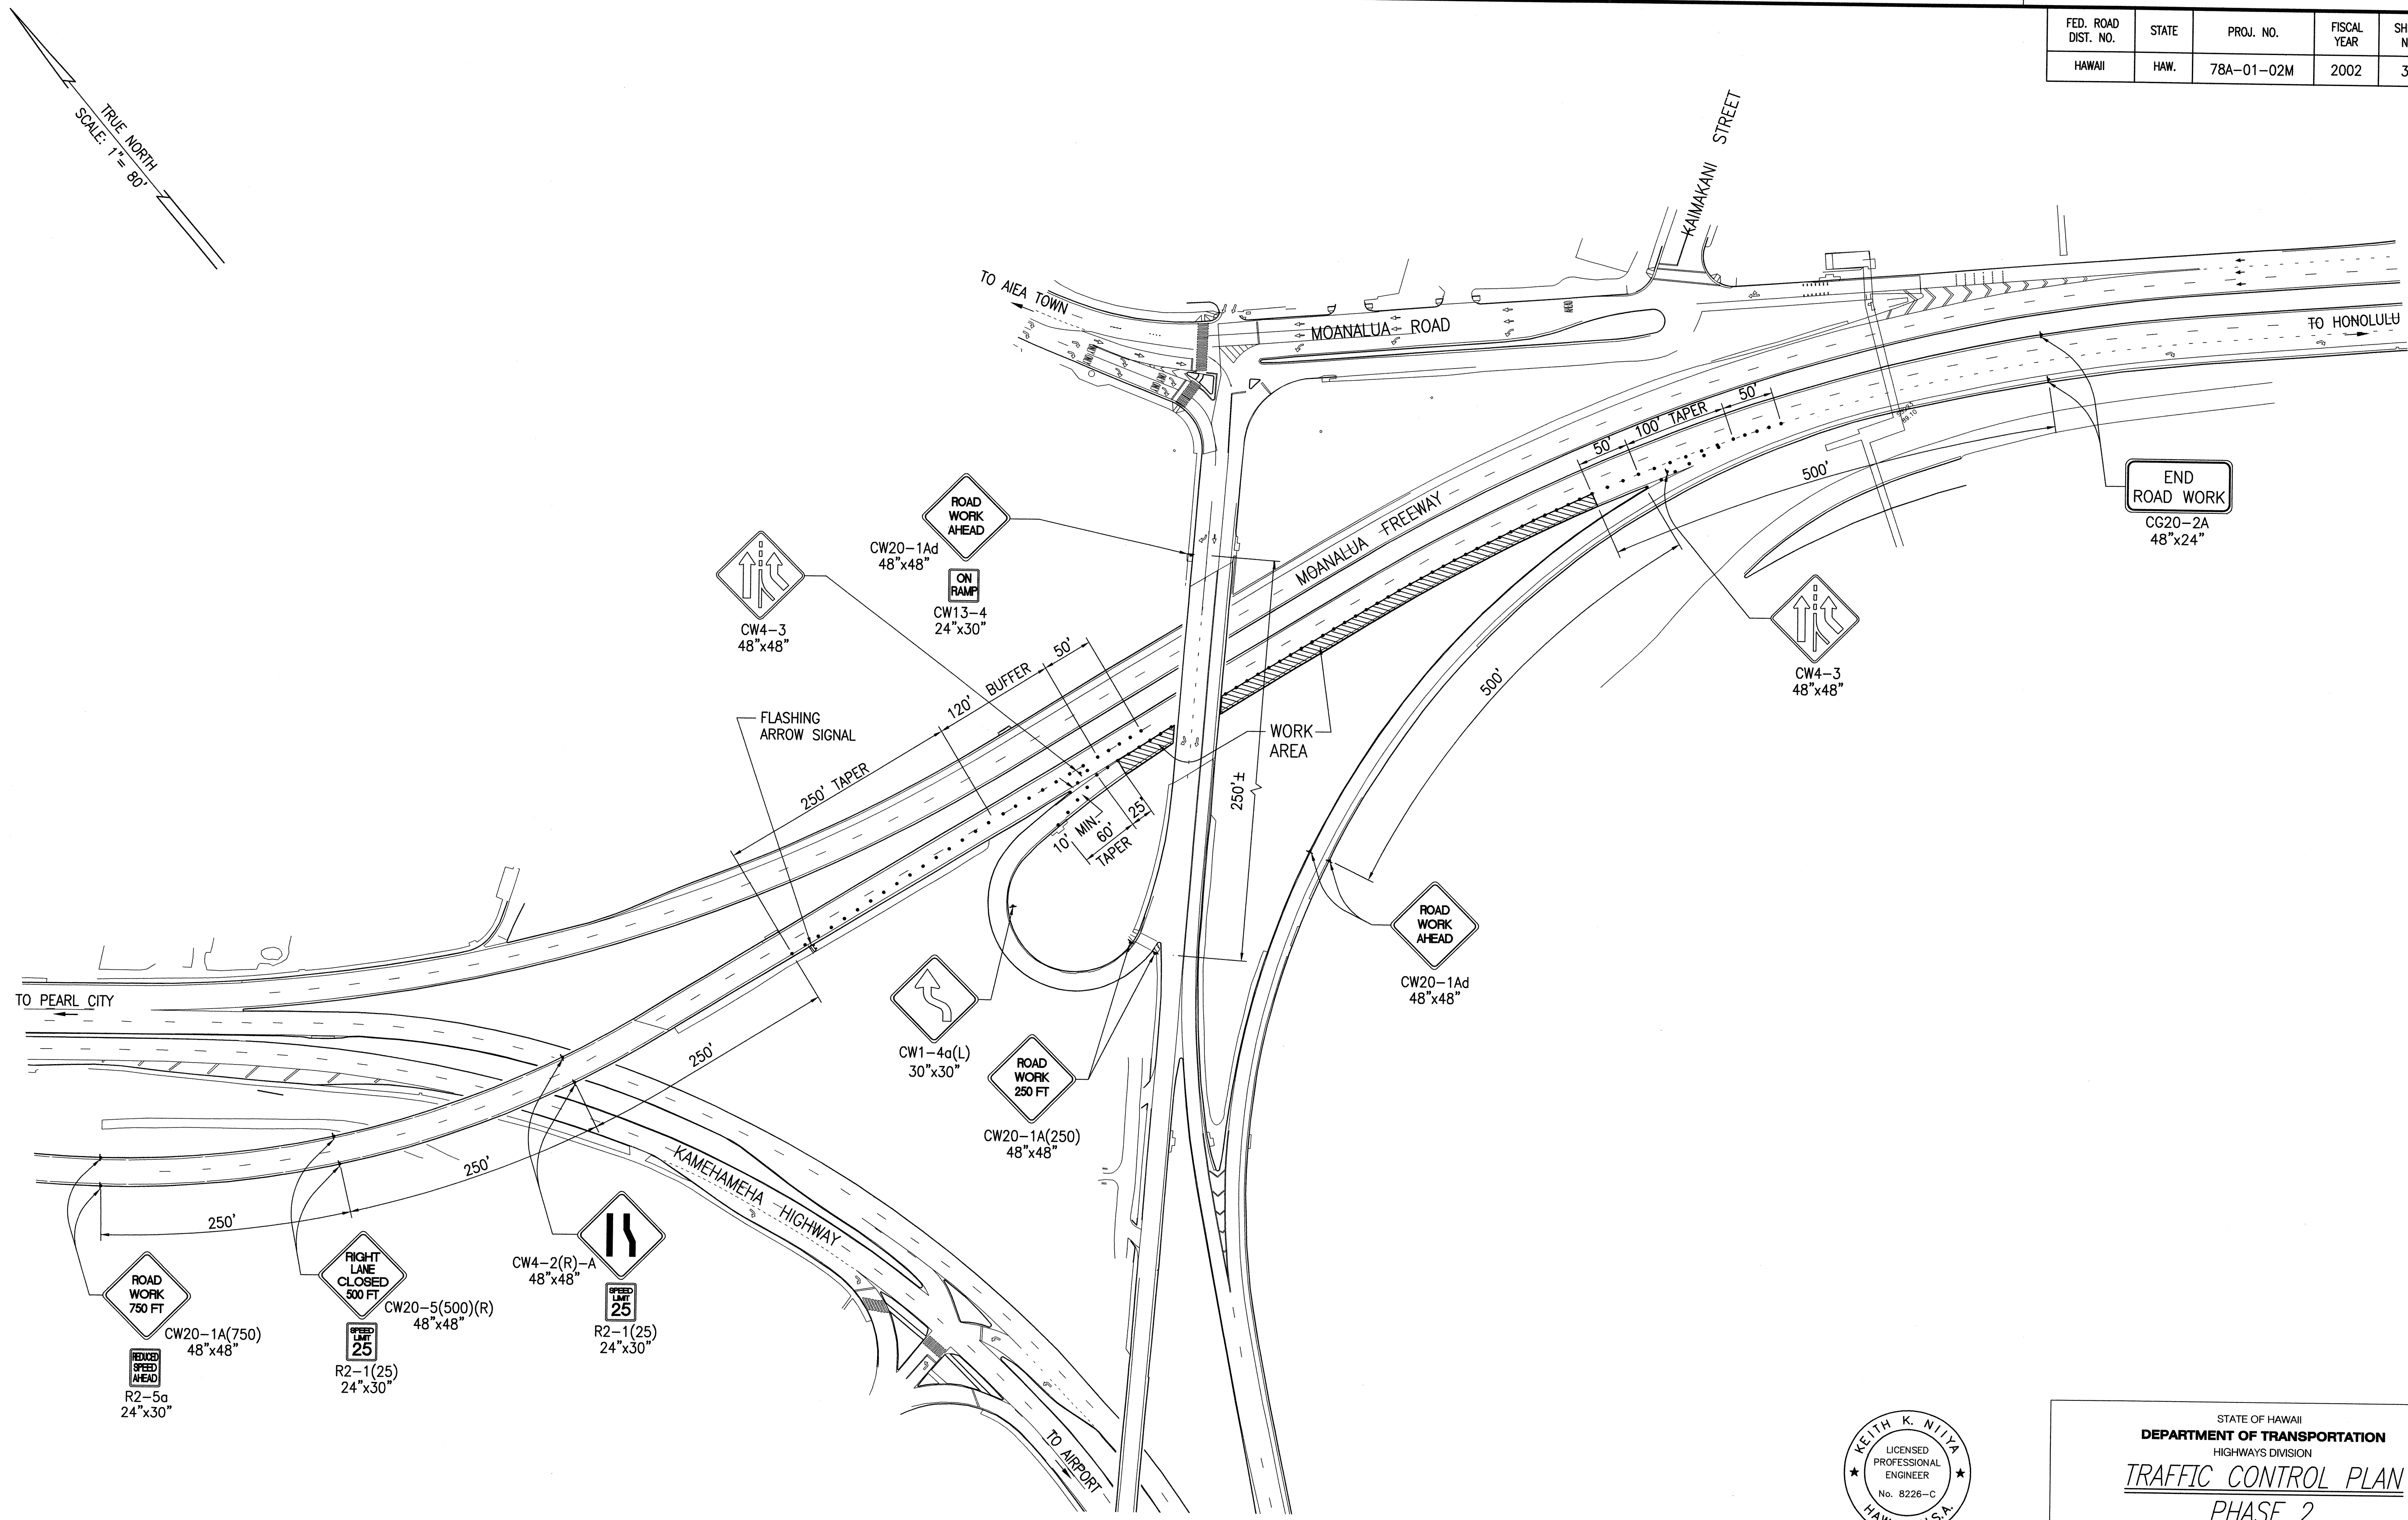 FED. ROAD
DIST. NO.
STATE
PROJ. NO.
FISCAL
YEAR
HAWAII
HAW.
78A-01-02M
2002
TRUE NORTH
SCALE: 1"= 80'
KAIMAKANI STREET
TO AIEA TOWN
MOANALUA ROAD
TO HONOLULU
50'
100' TAPER
50'
500'
END
ROAD WORK
CG20-2A
48"x24"
MOANALUA FREEWAY
ROAD
WORK
AHEAD
CW20-1Ad
48"x48"
ON
RAMP
CW13-4
24"x30"
CW4-3
48"x48"
CW4-3
48"x48"
50'
120' BUFFER
250' TAPER
FLASHING
ARROW SIGNAL
WORK
AREA
500'
250'±
10' MIN.
60'
TAPER
25'
ROAD
WORK
AHEAD
CW20-1Ad
48"x48"
CW1-4a(L)
30"x30"
ROAD
WORK
250 FT
CW20-1A(250)
48"x48"
TO PEARL CITY
250'
250'
250'
KAMEHAMEHA HIGHWAY
TO AIRPORT
CW4-2(R)-A
48"x48"
SPEED
LIMIT
25
R2-1(25)
24"x30"
RIGHT
LANE
CLOSED
500 FT
CW20-5(500)(R)
48"x48"
SPEED
LIMIT
25
R2-1(25)
24"x30"
ROAD
WORK
750 FT
CW20-1A(750)
48"x48"
REDUCED
SPEED
AHEAD
R2-5a
24"x30"
KEITH K. NIIYA
LICENSED
PROFESSIONAL
ENGINEER
No. 8226-C
STATE OF HAWAII
DEPARTMENT OF TRANSPORTATION
HIGHWAYS DIVISION
TRAFFIC CONTROL PLAN
PHASE 2